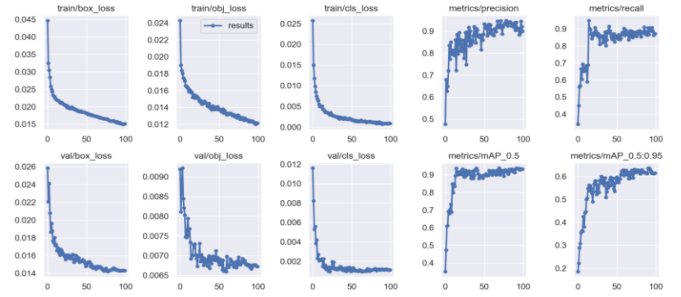 train/box_loss
train/obj_loss
train/cls_loss
metrics/precision
metrics/recall
0.045
0.040
0.035
0.030
0.025
0.020
0.015
0 50 100
results
0.024
0.022
0.020
0.018
0.016
0.014
0.012
0 50 100
0.025
0.020
0.015
0.010
0.005
0.000
0 50 100
0.9
0.8
0.7
0.6
0.5
0 50 100
0.9
0.8
0.7
0.6
0.5
0.4
0 50 100
val/box_loss
val/obj_loss
val/cls_loss
metrics/mAP_0.5
metrics/mAP_0.5:0.95
0.026
0.024
0.022
0.020
0.018
0.016
0.014
0 50 100
0.0090
0.0085
0.0080
0.0075
0.0070
0.0065
0 50 100
0.012
0.010
0.008
0.006
0.004
0.002
0 50 100
0.9
0.8
0.7
0.6
0.5
0.4
0 50 100
0.6
0.5
0.4
0.3
0.2
0 50 100